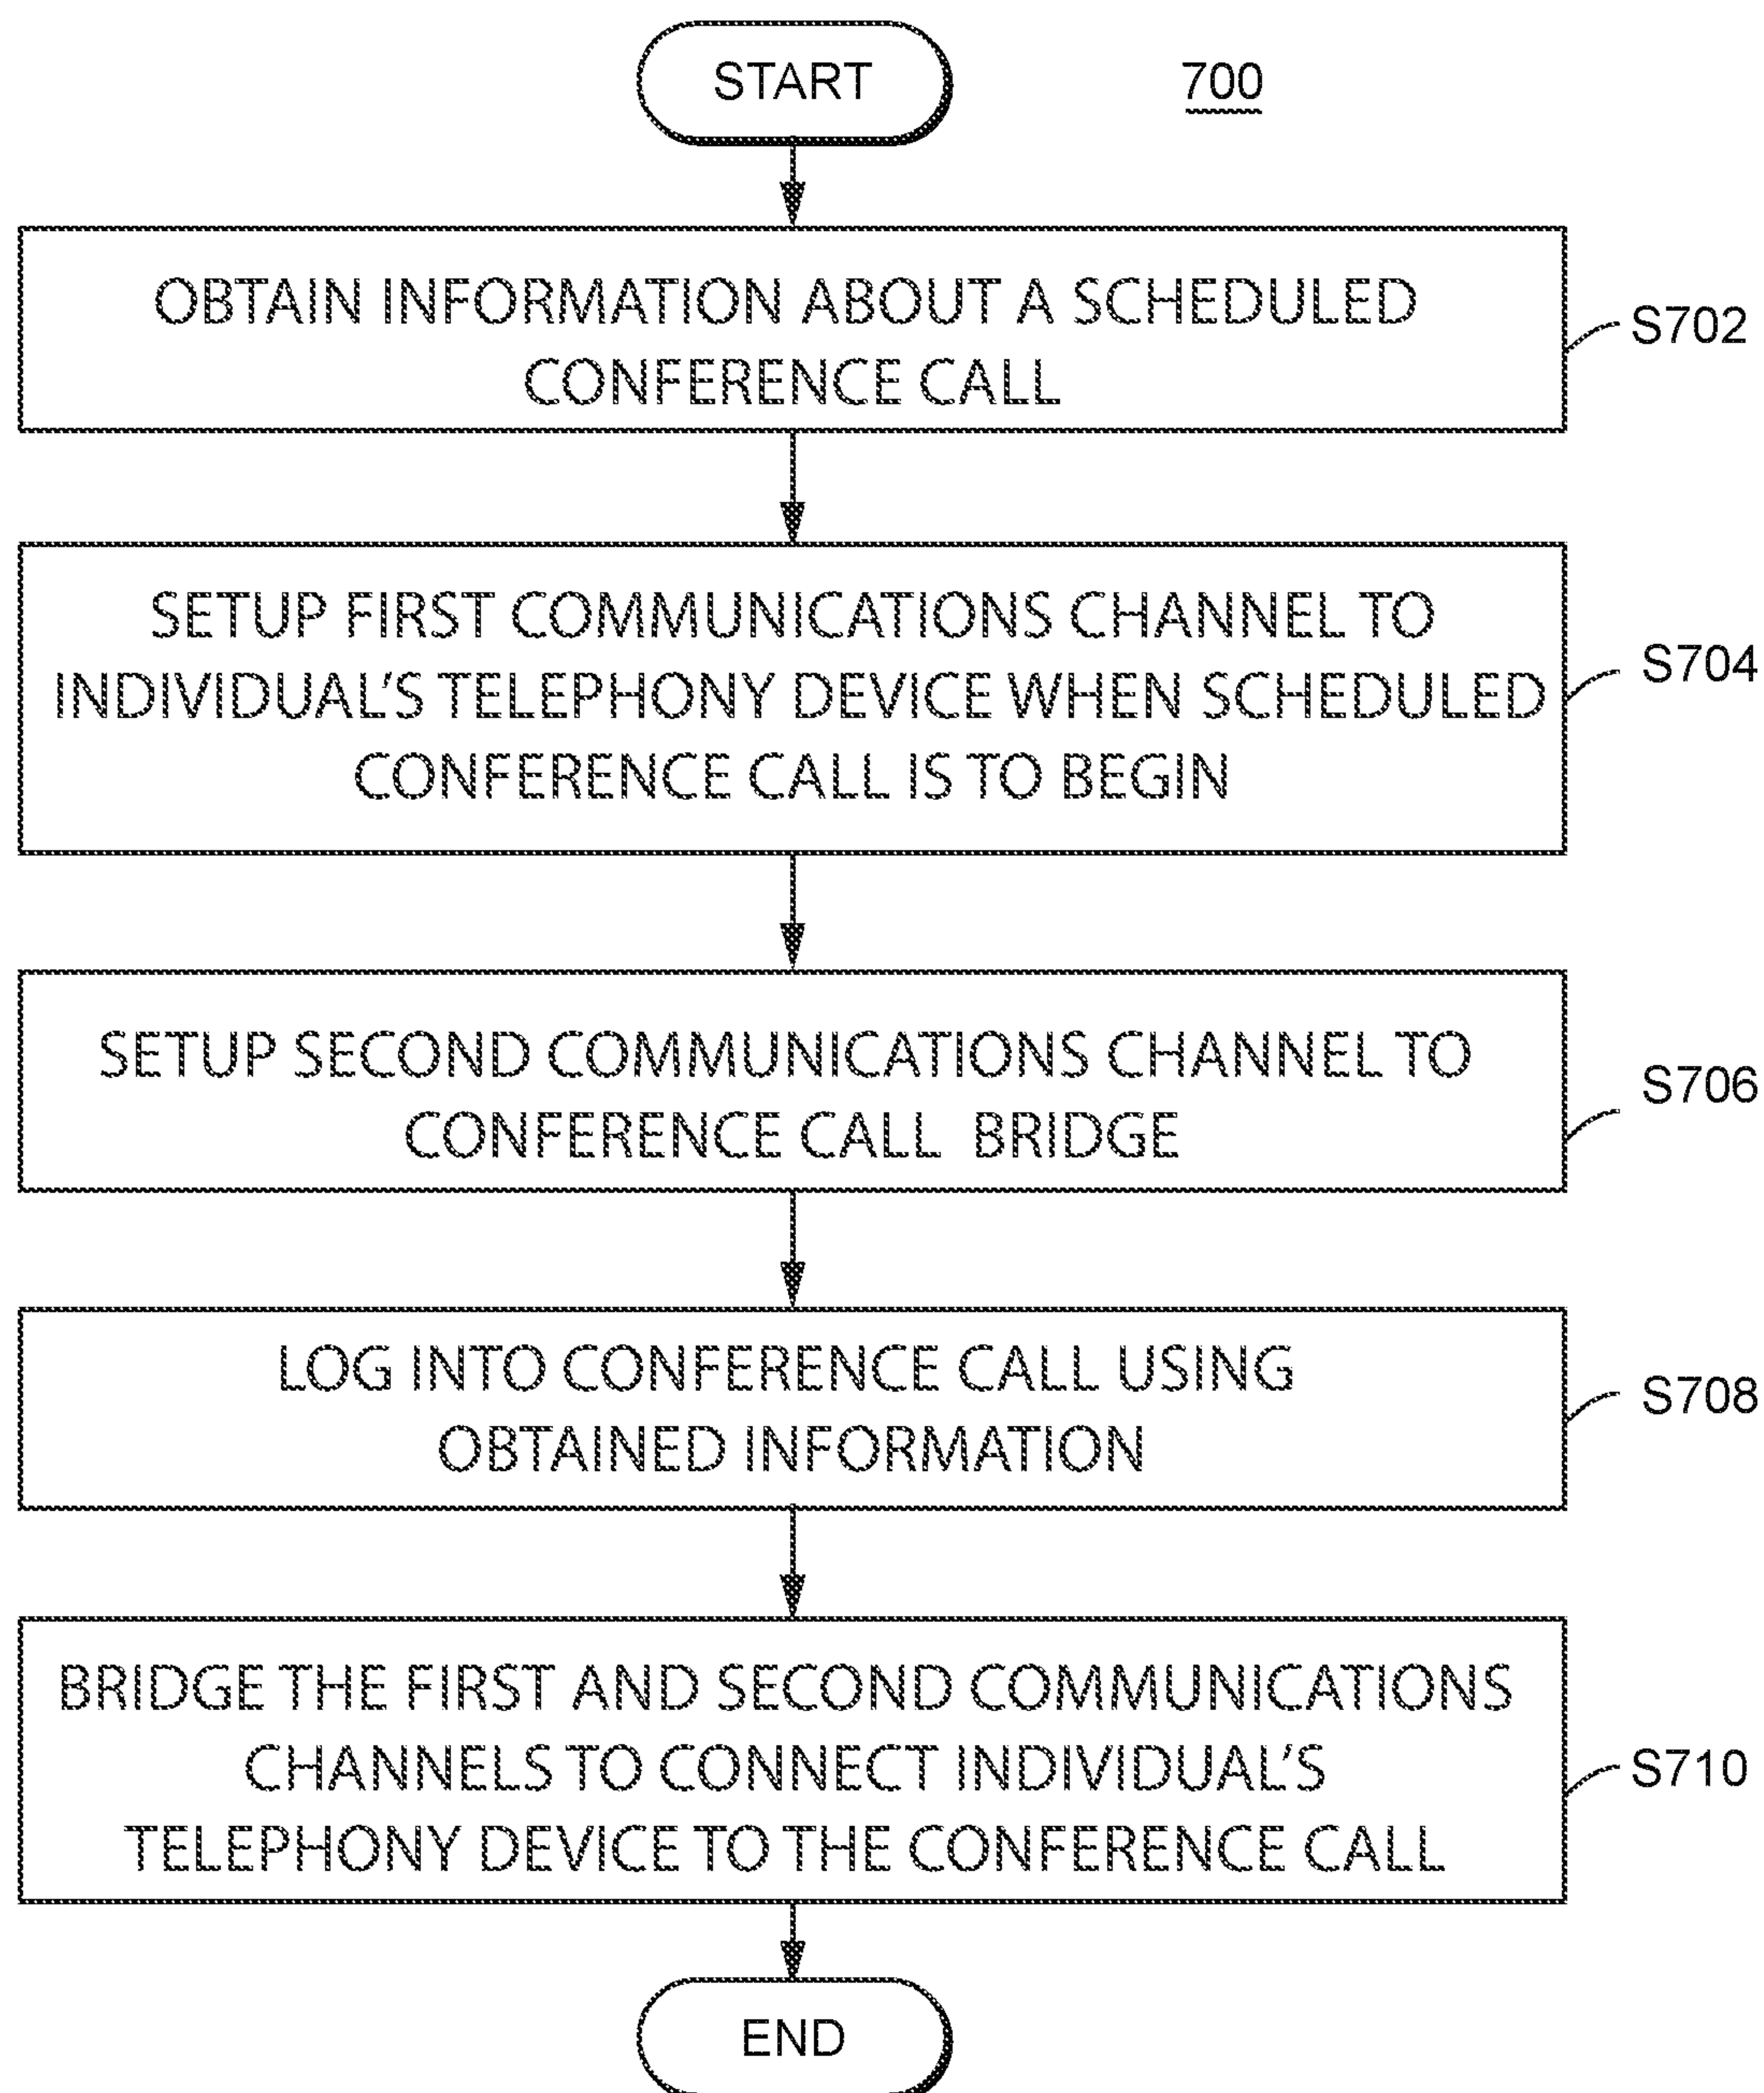 START
700
OBTAIN INFORMATION ABOUT A SCHEDULED
CONFERENCE CALL
S702
SETUP FIRST COMMUNICATIONS CHANNEL TO
INDIVIDUAL'S TELEPHONY DEVICE WHEN SCHEDULED
CONFERENCE CALL IS TO BEGIN
S704
SETUP SECOND COMMUNICATIONS CHANNEL TO
CONFERENCE CALL BRIDGE
S706
LOG INTO CONFERENCE CALL USING
OBTAINED INFORMATION
S708
BRIDGE THE FIRST AND SECOND COMMUNICATIONS
CHANNELS TO CONNECT INDIVIDUAL'S
TELEPHONY DEVICE TO THE CONFERENCE CALL
S710
END